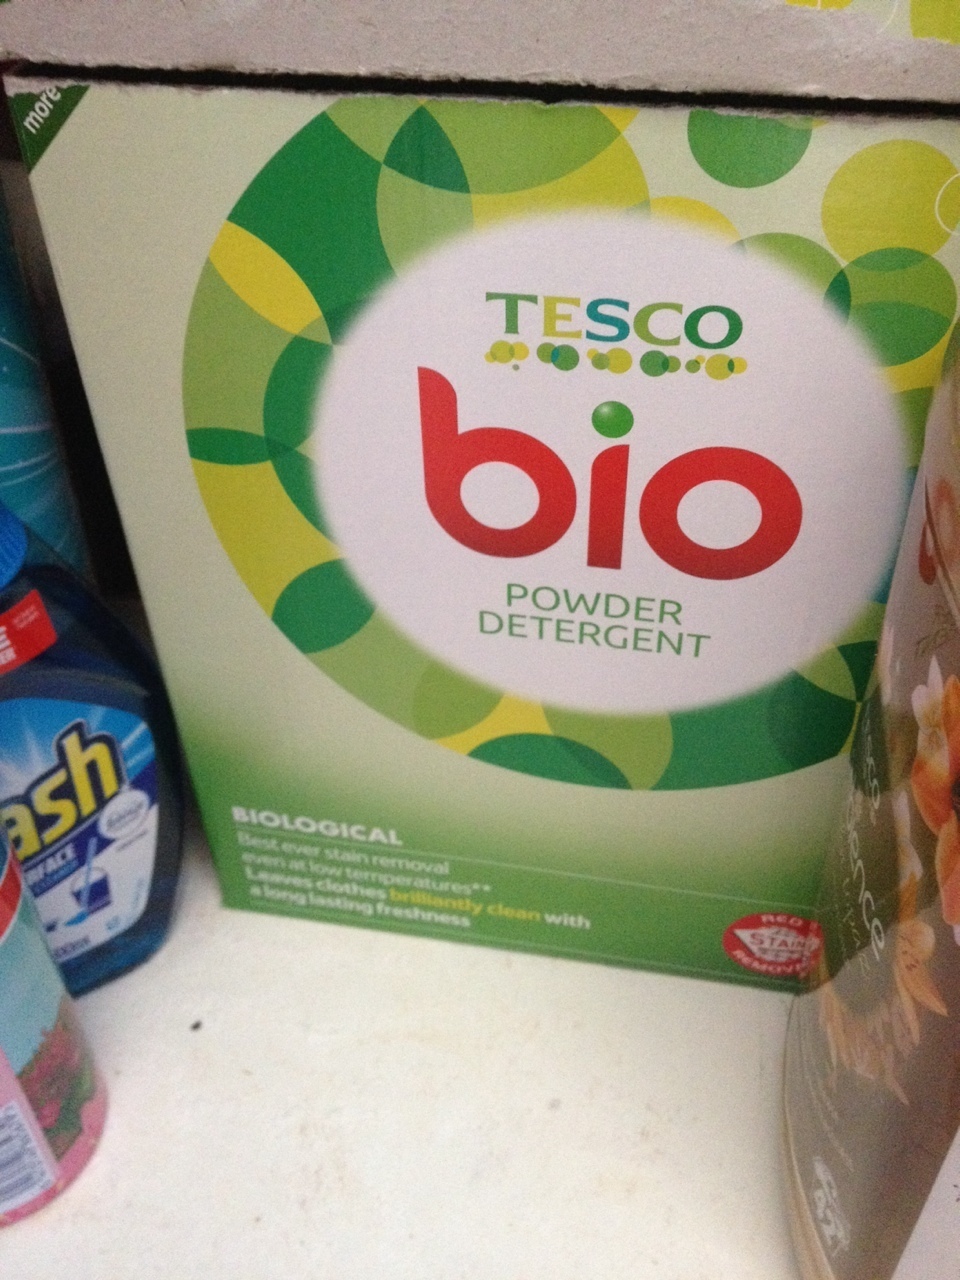 more
TESCO
bio
POWDER
DETERGENT
BIOLOGICAL
Best ever stain removal
even at low temperatures**
Leaves clothes brilliantly clean with
a long lasting freshness
RED
STAIN
ash